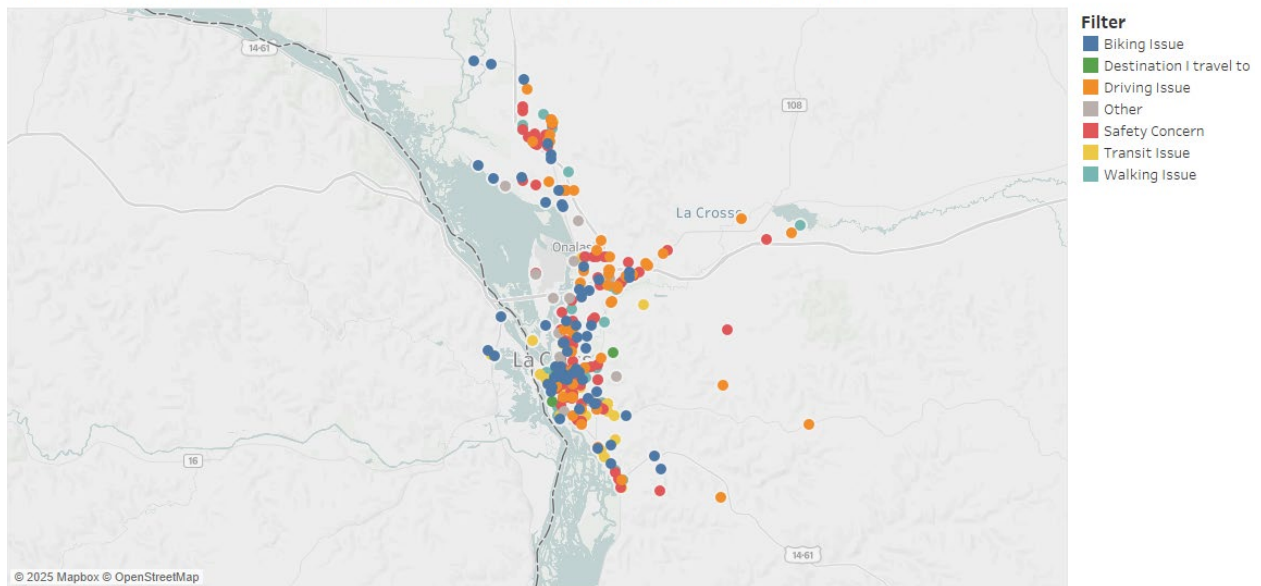 14-61
108
La Crosse
Onalas
La C
16
14-61
© 2025 Mapbox © OpenStreetMap
Filter
Biking Issue
Destination I travel to
Driving Issue
Other
Safety Concern
Transit Issue
Walking Issue